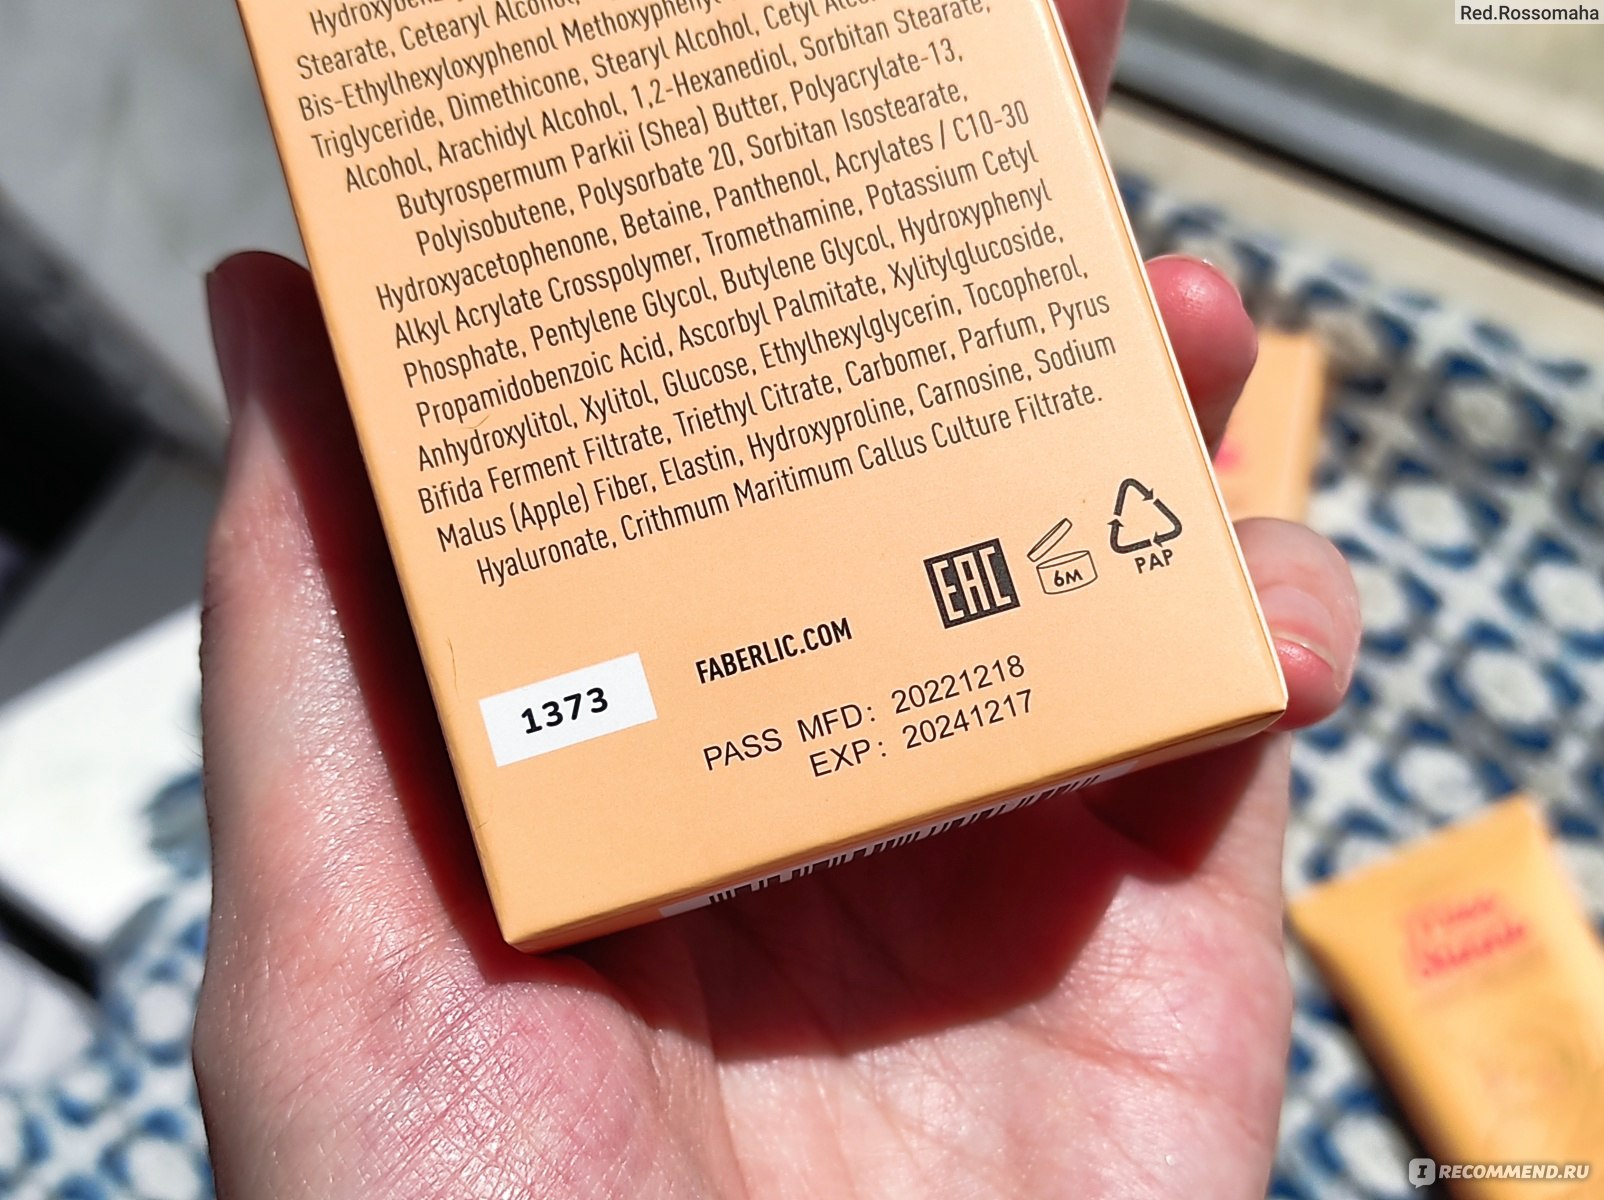 Red.Rossomaha
Stearate, Cetearyl Alcohol,
Bis-Ethylhexyloxyphenol Methoxyphenyl
Triglyceride, Dimethicone, Stearyl Alcohol, Cetyl
Alcohol, Arachidyl Alcohol, 1,2-Hexanediol, Sorbitan Stearate,
Butyrospermum Parkii (Shea) Butter, Polyacrylate-13,
Polyisobutene, Polysorbate 20, Sorbitan Isostearate,
Hydroxyacetophenone, Betaine, Panthenol, Acrylates / C10-30
Alkyl Acrylate Crosspolymer, Tromethamine, Potassium Cetyl
Phosphate, Pentylene Glycol, Butylene Glycol, Hydroxyphenyl
Propamidobenzoic Acid, Ascorbyl Palmitate, Xylitylglucoside,
Anhydroxylitol, Xylitol, Glucose, Ethylhexylglycerin, Tocopherol,
Bifida Ferment Filtrate, Triethyl Citrate, Carbomer, Parfum, Pyrus
Malus (Apple) Fiber, Elastin, Hydroxyproline, Carnosine, Sodium
Hyaluronate, Crithmum Maritimum Callus Culture Filtrate.
EAC
6M
PAP
FABERLIC.COM
1373
PASS MFD: 20221218
EXP: 20241217
IRECOMMEND.RU